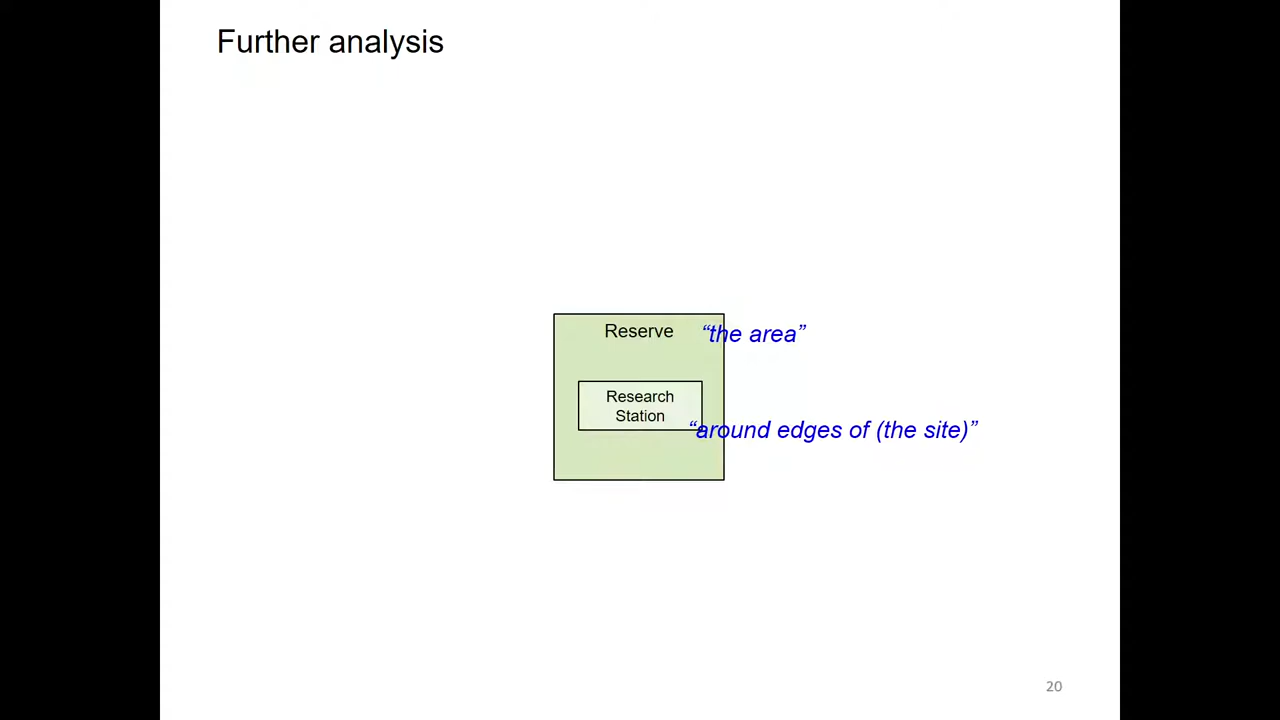 Further analysis
Reserve
“the area”
Research
Station
“around edges of (the site)”
20